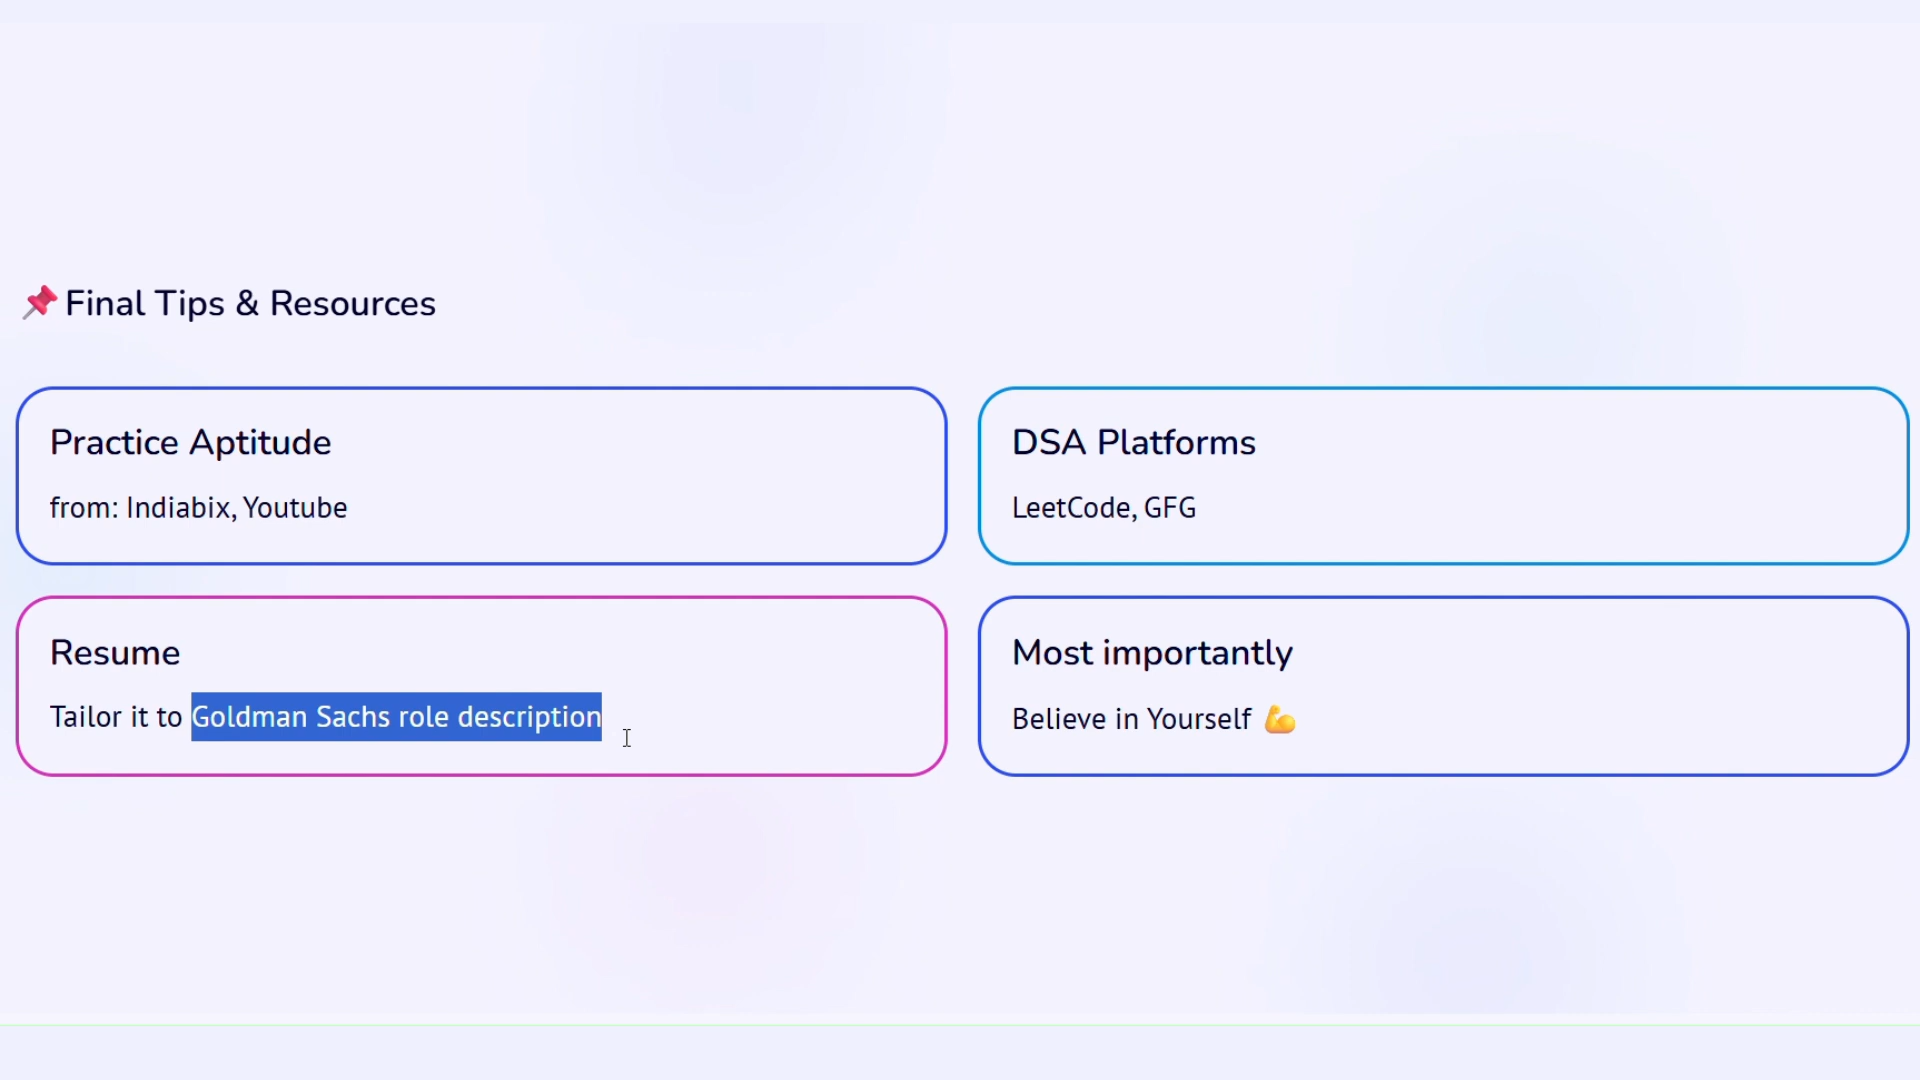 📌 Final Tips & Resources
Practice Aptitude
from: Indiabix, Youtube
DSA Platforms
LeetCode, GFG
Resume
Tailor it to Goldman Sachs role description
Most importantly
Believe in Yourself 💪